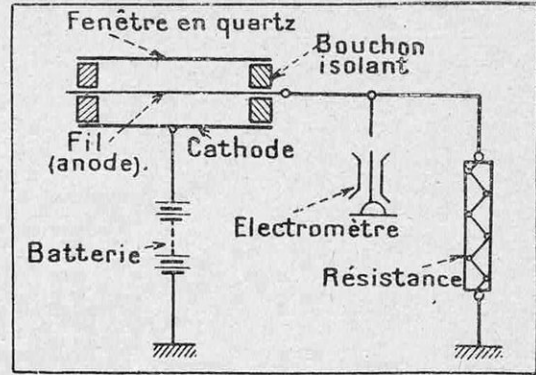 Fenêtre en quartz
Bouchon
isolant
Fil
(anode).
Cathode
Electromètre
Batterie
Résistance